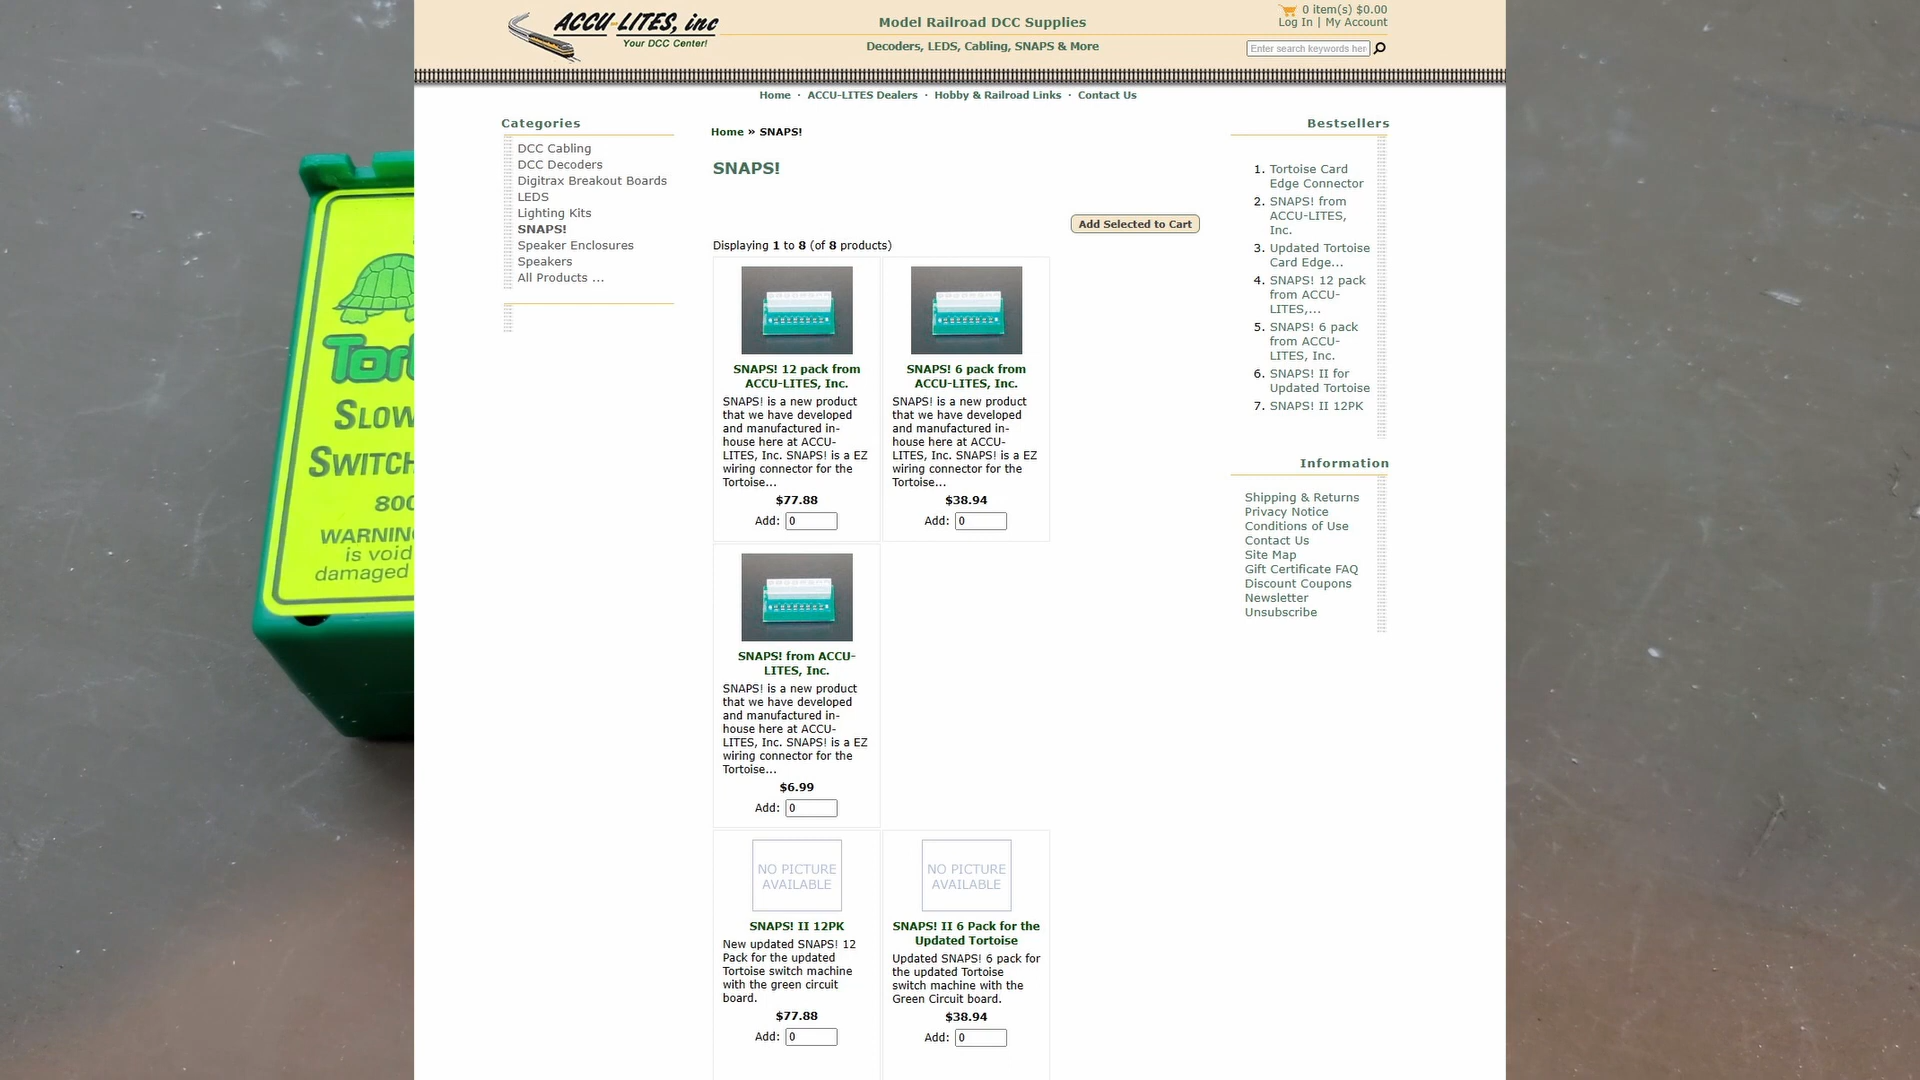 ACCU-LITES, inc
Your DCC Center!
Model Railroad DCC Supplies
Decoders, LEDS, Cabling, SNAPS & More
0 item(s) $0.00
Log In | My Account
Enter search keywords her
Home · ACCU-LITES Dealers · Hobby & Railroad Links · Contact Us
Categories
DCC Cabling
DCC Decoders
Digitrax Breakout Boards
LEDS
Lighting Kits
SNAPS!
Speaker Enclosures
Speakers
All Products ...
Home » SNAPS!
SNAPS!
Add Selected to Cart
Displaying 1 to 8 (of 8 products)
SNAPS! 12 pack from
ACCU-LITES, Inc.
SNAPS! is a new product
that we have developed
and manufactured in-
house here at ACCU-
LITES, Inc. SNAPS! is a EZ
wiring connector for the
Tortoise...
$77.88
Add: 0
SNAPS! 6 pack from
ACCU-LITES, Inc.
SNAPS! is a new product
that we have developed
and manufactured in-
house here at ACCU-
LITES, Inc. SNAPS! is a EZ
wiring connector for the
Tortoise...
$38.94
Add: 0
SNAPS! from ACCU-
LITES, Inc.
SNAPS! is a new product
that we have developed
and manufactured in-
house here at ACCU-
LITES, Inc. SNAPS! is a EZ
wiring connector for the
Tortoise...
$6.99
Add: 0
NO PICTURE
AVAILABLE
SNAPS! II 12PK
New updated SNAPS! 12
Pack for the updated
Tortoise switch machine
with the green circuit
board.
$77.88
Add: 0
NO PICTURE
AVAILABLE
SNAPS! II 6 Pack for the
Updated Tortoise
Updated SNAPS! 6 pack for
the updated Tortoise
switch machine with the
Green Circuit board.
$38.94
Add: 0
Bestsellers
1. Tortoise Card
Edge Connector
2. SNAPS! from
ACCU-LITES,
Inc.
3. Updated Tortoise
Card Edge...
4. SNAPS! 12 pack
from ACCU-
LITES,...
5. SNAPS! 6 pack
from ACCU-
LITES, Inc.
6. SNAPS! II for
Updated Tortoise
7. SNAPS! II 12PK
Information
Shipping & Returns
Privacy Notice
Conditions of Use
Contact Us
Site Map
Gift Certificate FAQ
Discount Coupons
Newsletter
Unsubscribe
Tor
SLOW
SWITCH
800
WARNING
is void
damaged